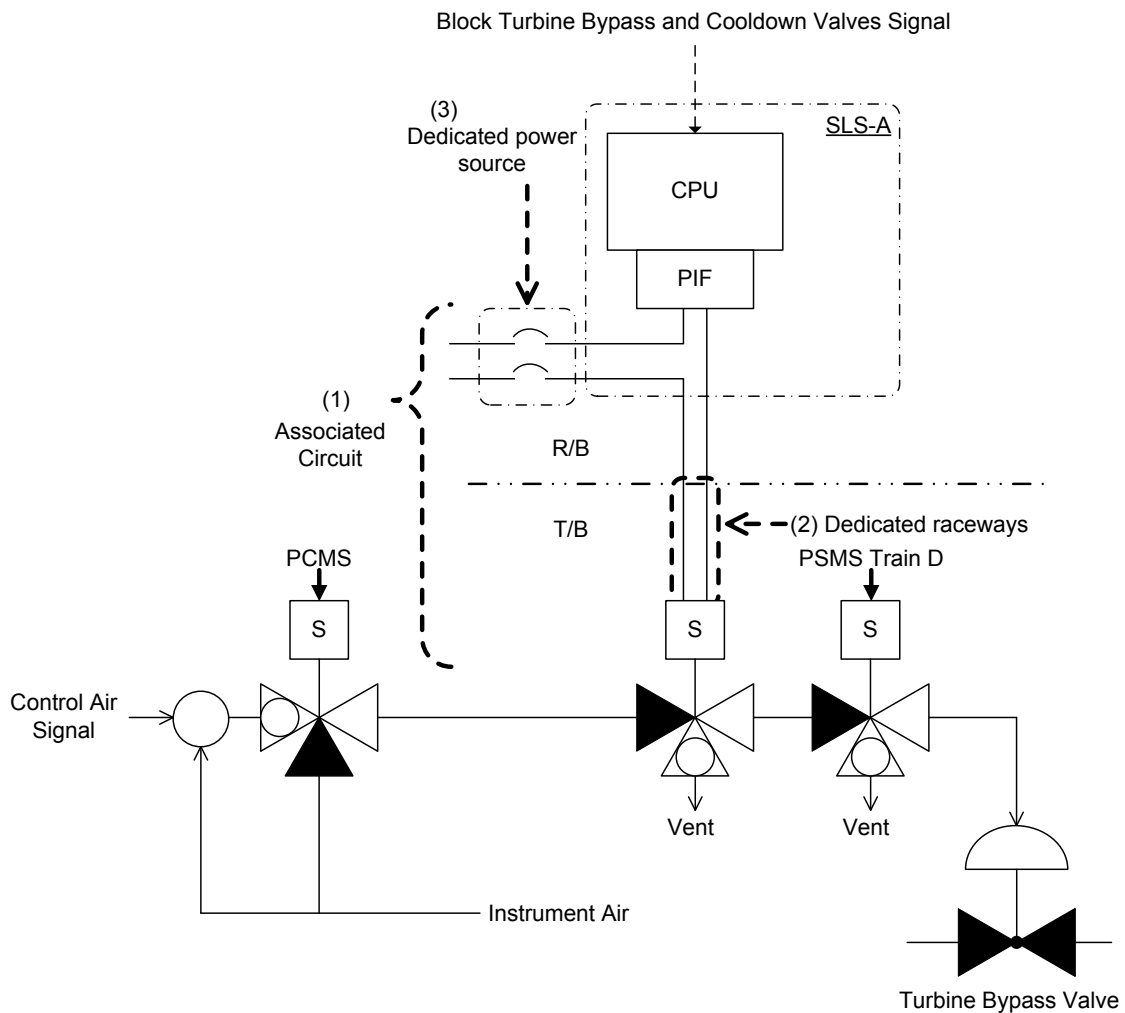 Block Turbine Bypass and Cooldown Valves Signal
(3)
Dedicated power
source
SLS-A
CPU
PIF
(1)
Associated
Circuit
R/B
T/B
(2) Dedicated raceways
PCMS
PSMS Train D
S
S
S
Control Air
Signal
Vent
Vent
Instrument Air
Turbine Bypass Valve